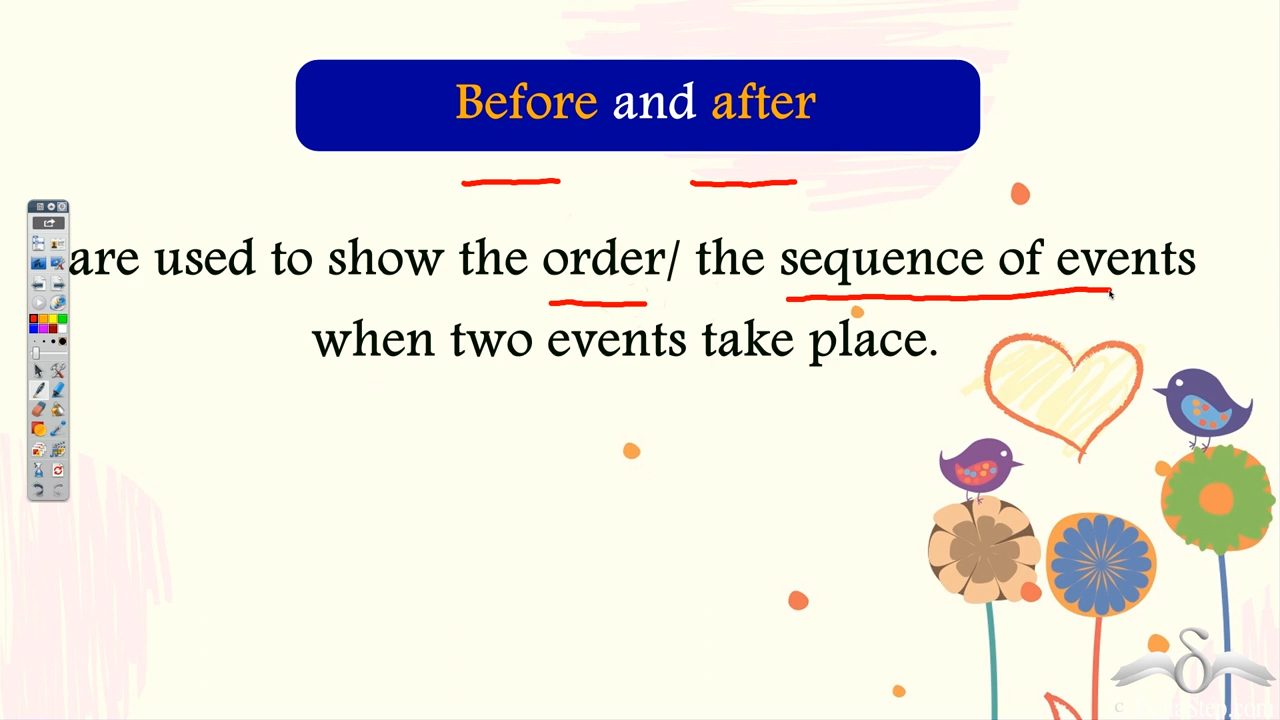 Before and after
are used to show the order/ the sequence of events
when two events take place.